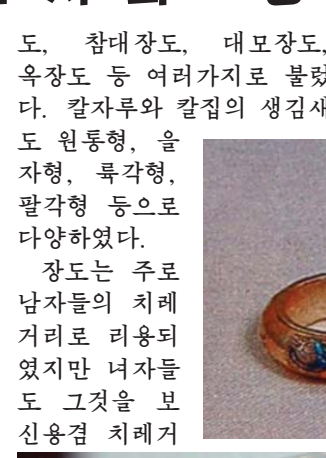 도, 참대장도, 대모장도,
옥장도 등 여러가지로 불렀
다. 칼자루와 칼집의 생김새
도 원통형, 을
자형, 륙각형,
팔각형 등으로
다양하였다.
장도는 주로
남자들의 치레
거리로 리용되
였지만 녀자들
도 그것을 보
신용겸 치레거